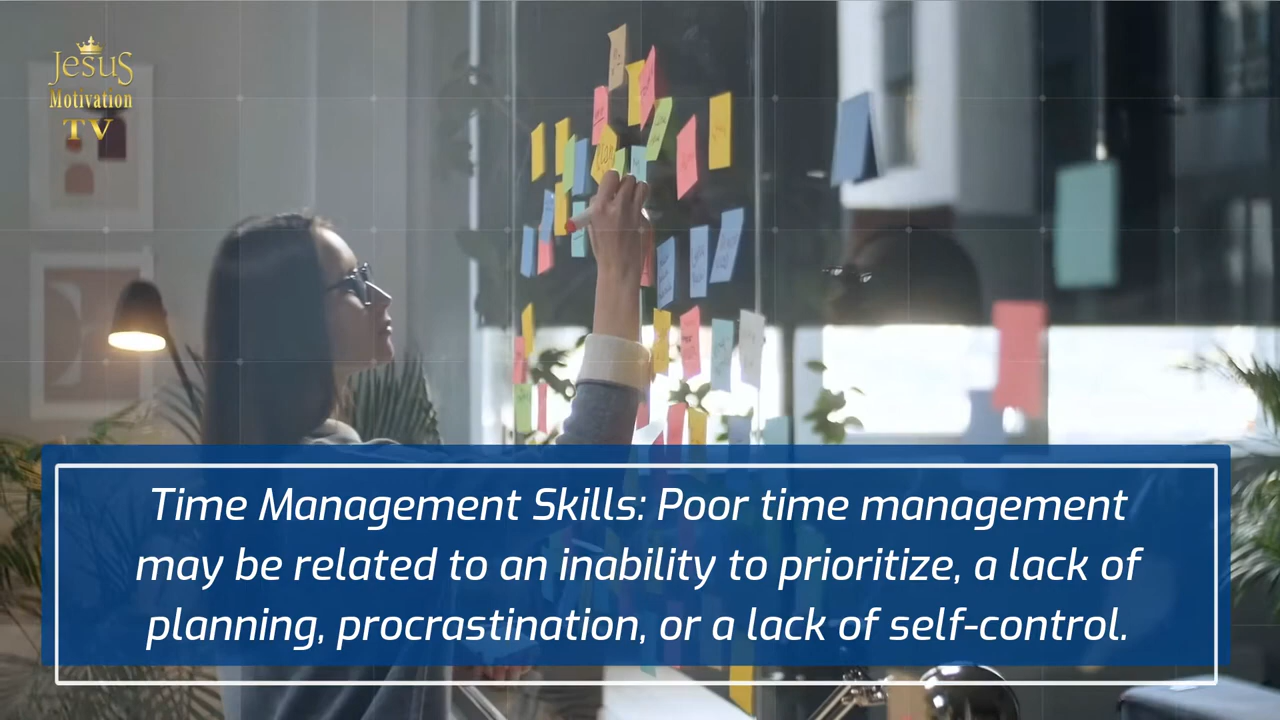 Jesus
Motivation
TV
Time Management Skills: Poor time management
may be related to an inability to prioritize, a lack of
planning, procrastination, or a lack of self-control.